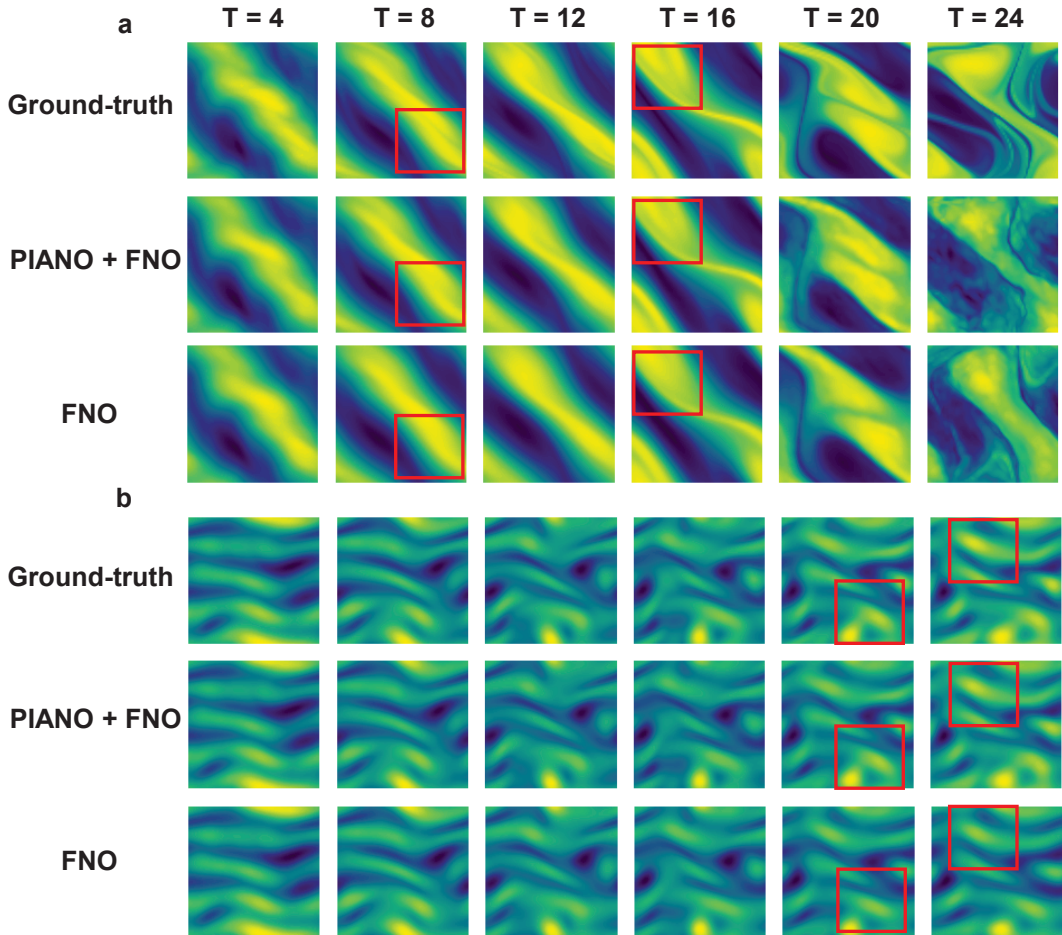 a
T = 4 T = 8 T = 12 T = 16 T = 20 T = 24
Ground-truth
PIANO + FNO
FNO
b
Ground-truth
PIANO + FNO
FNO